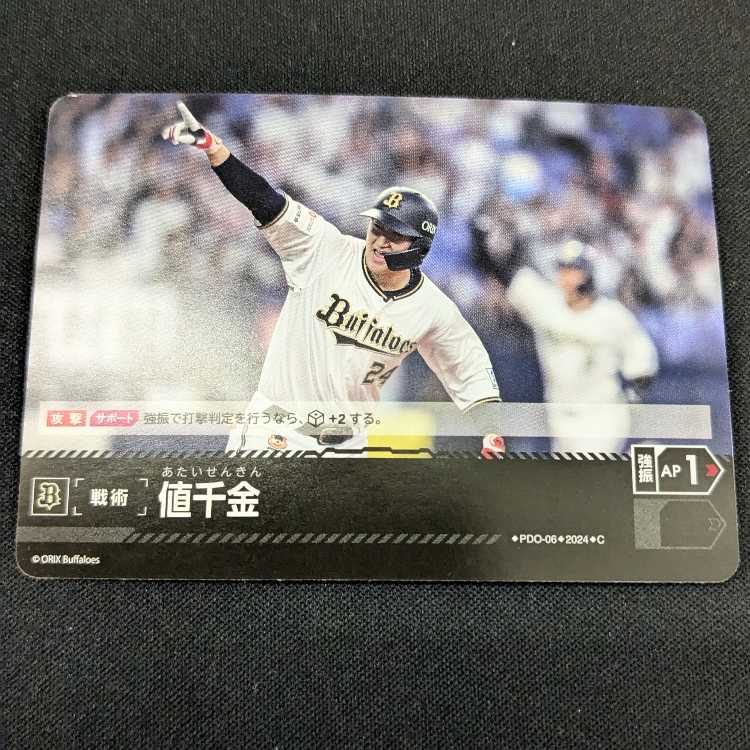 B
ORIX
Buffaloes
24
攻撃 サポート 強振で打撃判定を行うなら、+2する。
強振 AP 1
B 戦術 あたいせんきん
値千金
◆PDO-06◆2024◆C
© ORIX Buffaloes